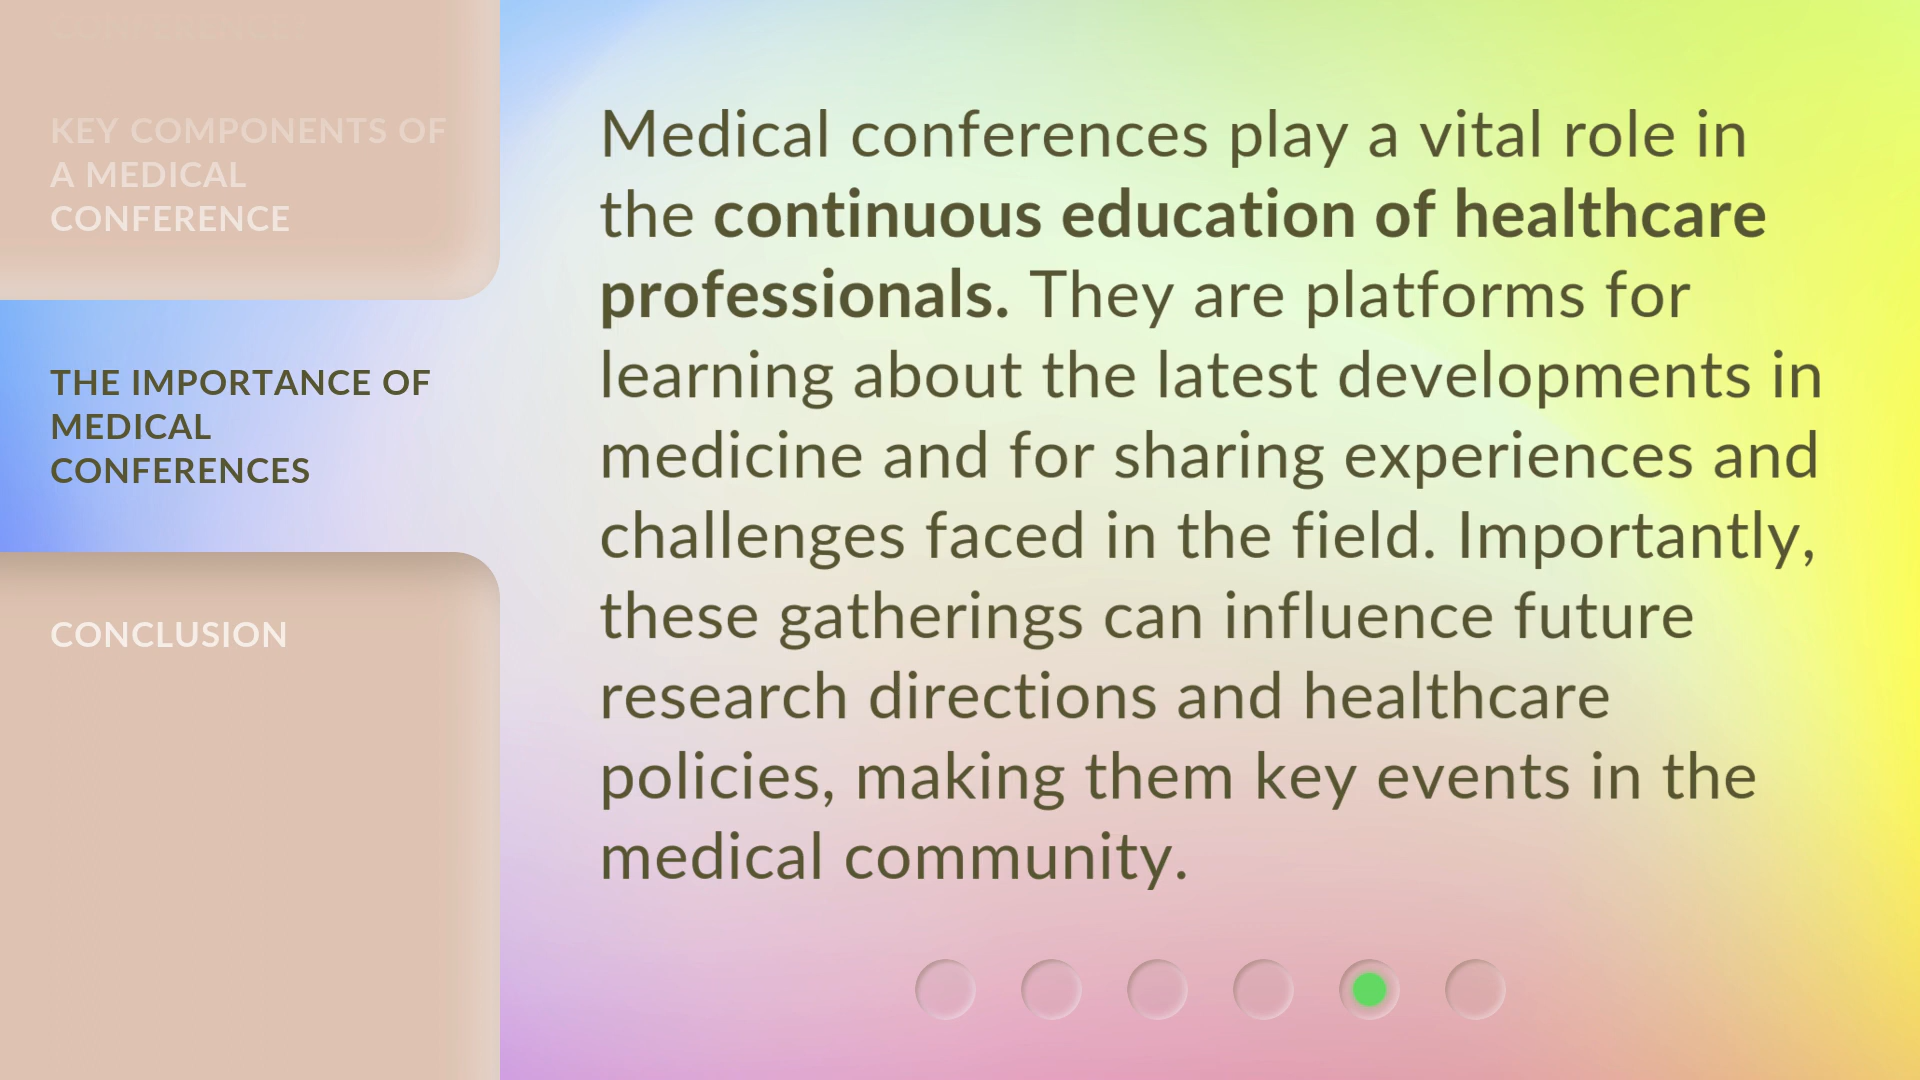 KEY COMPONENTS OF
A MEDICAL
CONFERENCE
THE IMPORTANCE OF
MEDICAL
CONFERENCES
CONCLUSION
Medical conferences play a vital role in
the continuous education of healthcare
professionals. They are platforms for
learning about the latest developments in
medicine and for sharing experiences and
challenges faced in the field. Importantly,
these gatherings can influence future
research directions and healthcare
policies, making them key events in the
medical community.